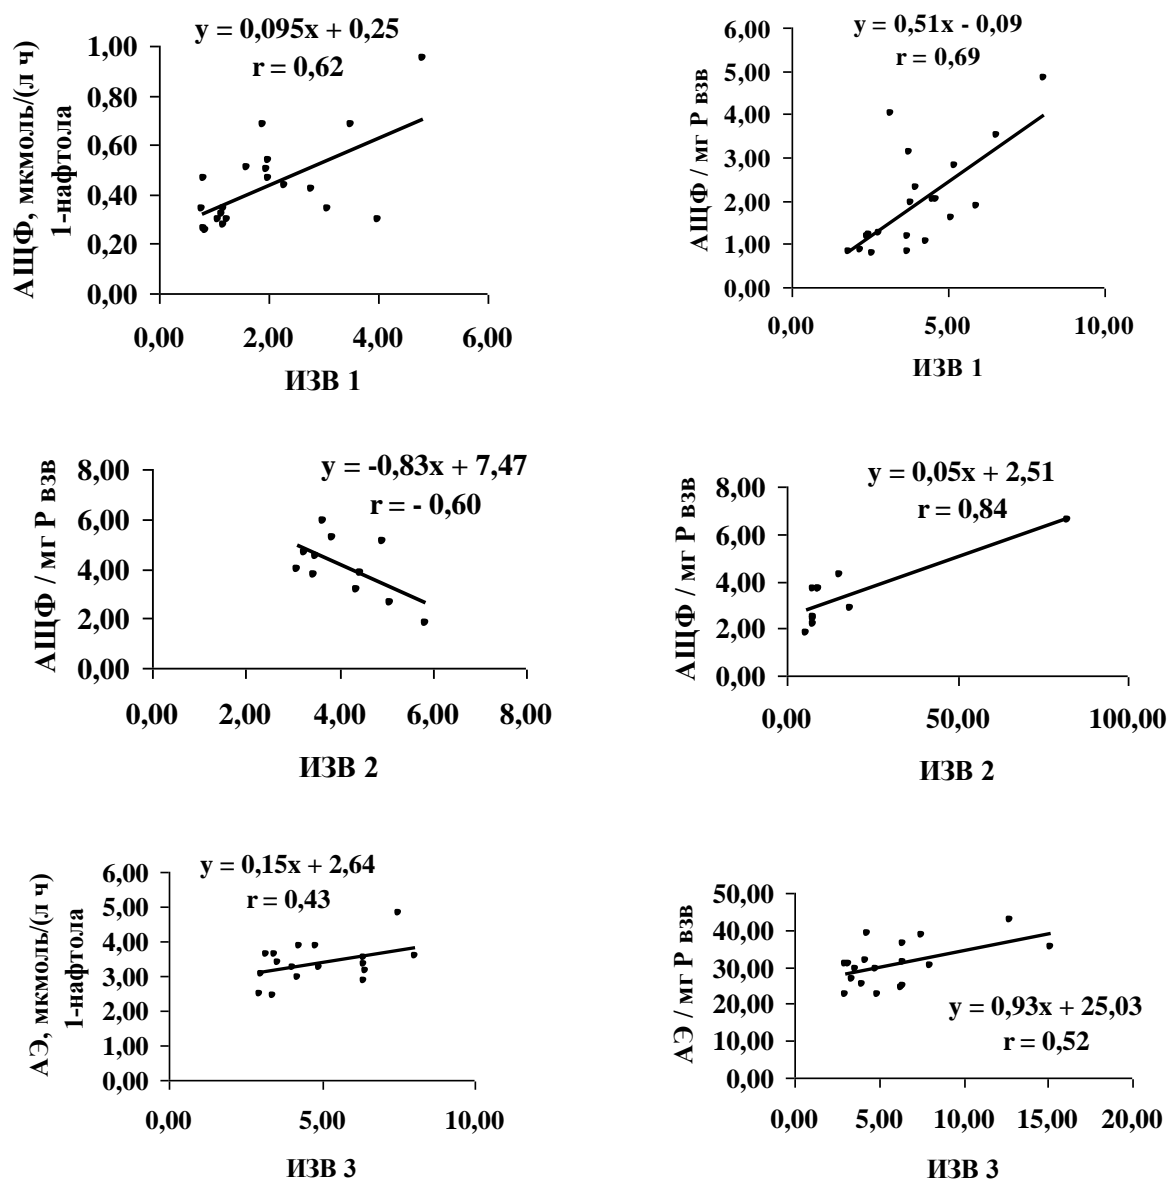 y = 0,095x + 0,25
r = 0,62
АЩФ, мкмоль/(л ч)
1-нафтола
1,00
0,80
0,60
0,40
0,20
0,00
0,00 2,00 4,00 6,00
ИЗВ 1
y = 0,51x - 0,09
r = 0,69
АЩФ / мг Р взв
6,00
5,00
4,00
3,00
2,00
1,00
0,00
0,00 5,00 10,00
ИЗВ 1
y = -0,83x + 7,47
r = - 0,60
АЩФ / мг Р взв
8,00
6,00
4,00
2,00
0,00
0,00 2,00 4,00 6,00 8,00
ИЗВ 2
y = 0,05x + 2,51
r = 0,84
АЩФ / мг Р взв
8,00
6,00
4,00
2,00
0,00
0,00 50,00 100,00
ИЗВ 2
y = 0,15x + 2,64
r = 0,43
АЭ, мкмоль/(л ч)
1-нафтола
6,00
5,00
4,00
3,00
2,00
1,00
0,00
0,00 5,00 10,00
ИЗВ 3
АЭ / мг Р взв
50,00
40,00
30,00
20,00
10,00
0,00
y = 0,93x + 25,03
r = 0,52
0,00 5,00 10,00 15,00 20,00
ИЗВ 3